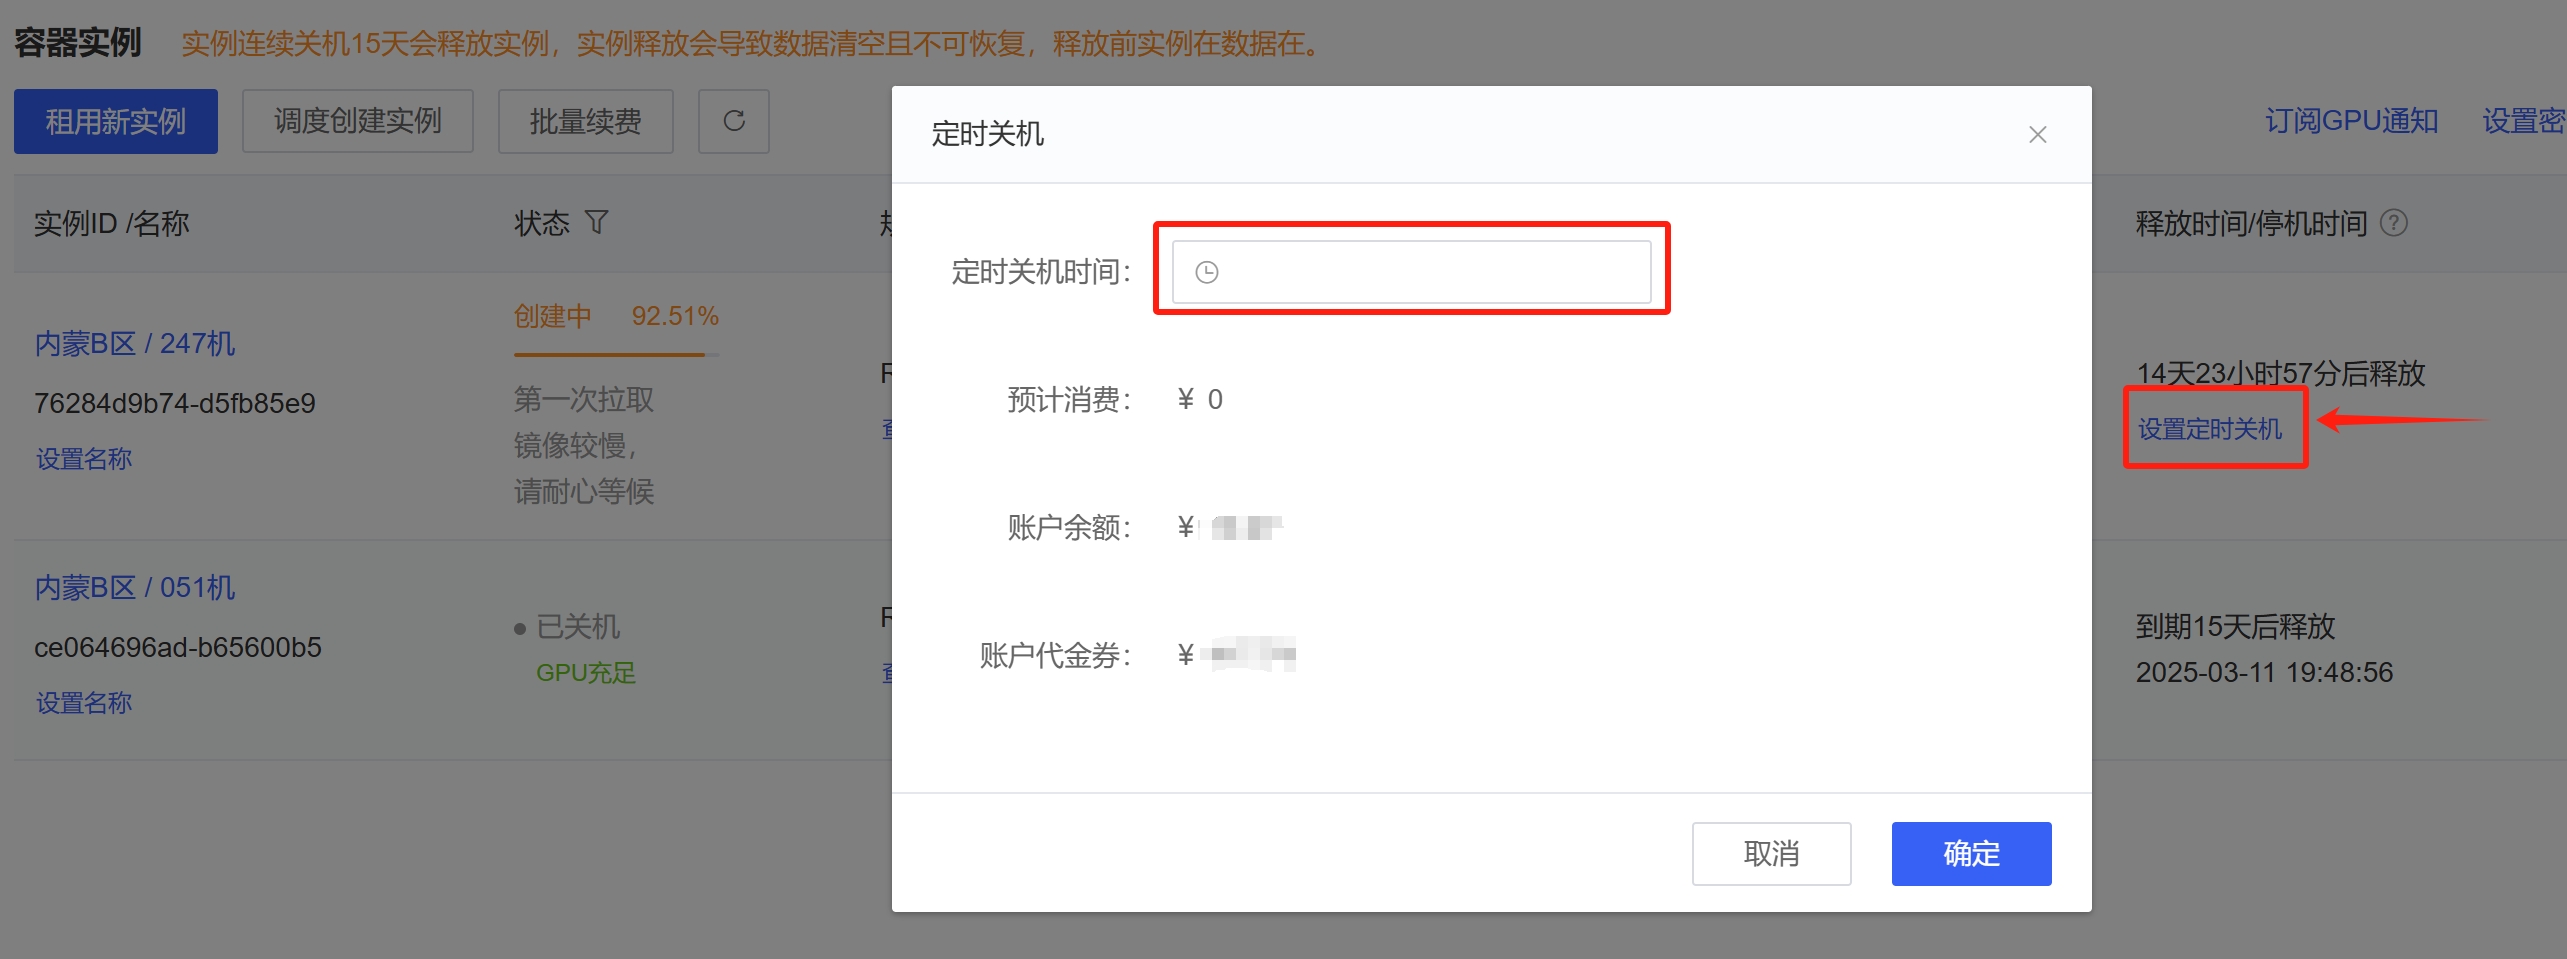 容器实例 实例连续关机15天会释放实例，实例释放会导致数据清空且不可恢复，释放前实例在数据在。
租用新实例 调度创建实例 批量续费 订阅GPU通知 设置密
实例ID /名称 状态 释放时间/停机时间
内蒙B区 / 247机
76284d9b74-d5fb85e9
设置名称
创建中 92.51%
第一次拉取
镜像较慢，
请耐心等候
14天23小时57分后释放
设置定时关机
内蒙B区 / 051机
ce064696ad-b65600b5
设置名称
已关机
GPU充足
到期15天后释放
2025-03-11 19:48:56
定时关机
定时关机时间：
预计消费： ¥ 0
账户余额： ¥
账户代金券： ¥
取消 确定